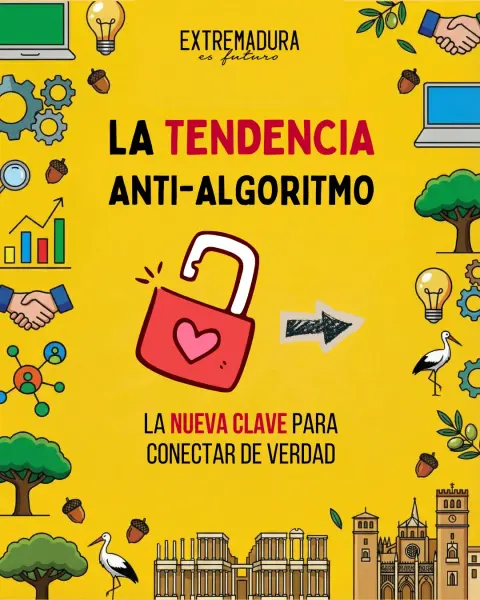 EXTREMADURA
es futuro
LA TENDENCIA
ANTI-ALGORITMO
LA NUEVA CLAVE PARA
CONECTAR DE VERDAD